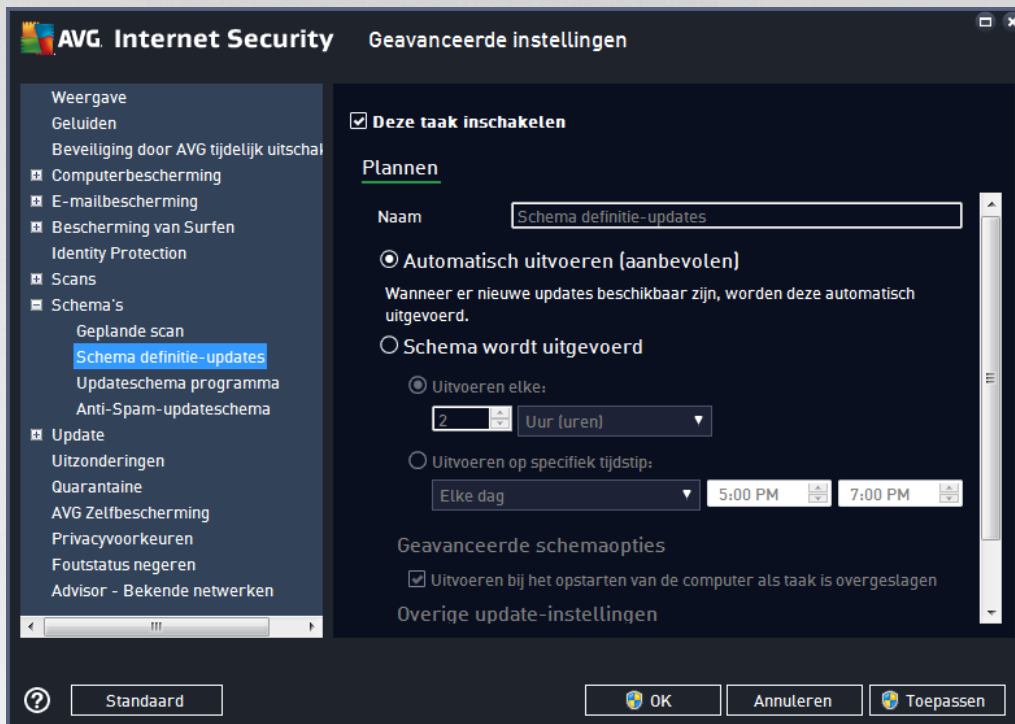 AVG. Internet Security
Geavanceerde instellingen
Weergave
Geluiden
Beveiliging door AVG tijdelijk uitschak
Computerbescherming
E-mailbescherming
Bescherming van Surfen
Identity Protection
Scans
Schema's
Geplande scan
Schema definitie-updates
Updateschema programma
Anti-Spam-updateschema
Update
Uitzonderingen
Quarantaine
AVG Zelfbescherming
Privacyvoorkeuren
Foutstatus negeren
Advisor - Bekende netwerken
Deze taak inschakelen
Plannen
Naam
Schema definitie-updates
Automatisch uitvoeren (aanbevolen)
Wanneer er nieuwe updates beschikbaar zijn, worden deze automatisch
uitgevoerd.
Schema wordt uitgevoerd
Uitvoeren elke:
2 Uur (uren)
Uitvoeren op specifiek tijdstip:
Elke dag 5:00 PM 7:00 PM
Geavanceerde schemaopties
Uitvoeren bij het opstarten van de computer als taak is overgeslagen
Overige update-instellingen
Standaard
OK
Annuleren
Toepassen